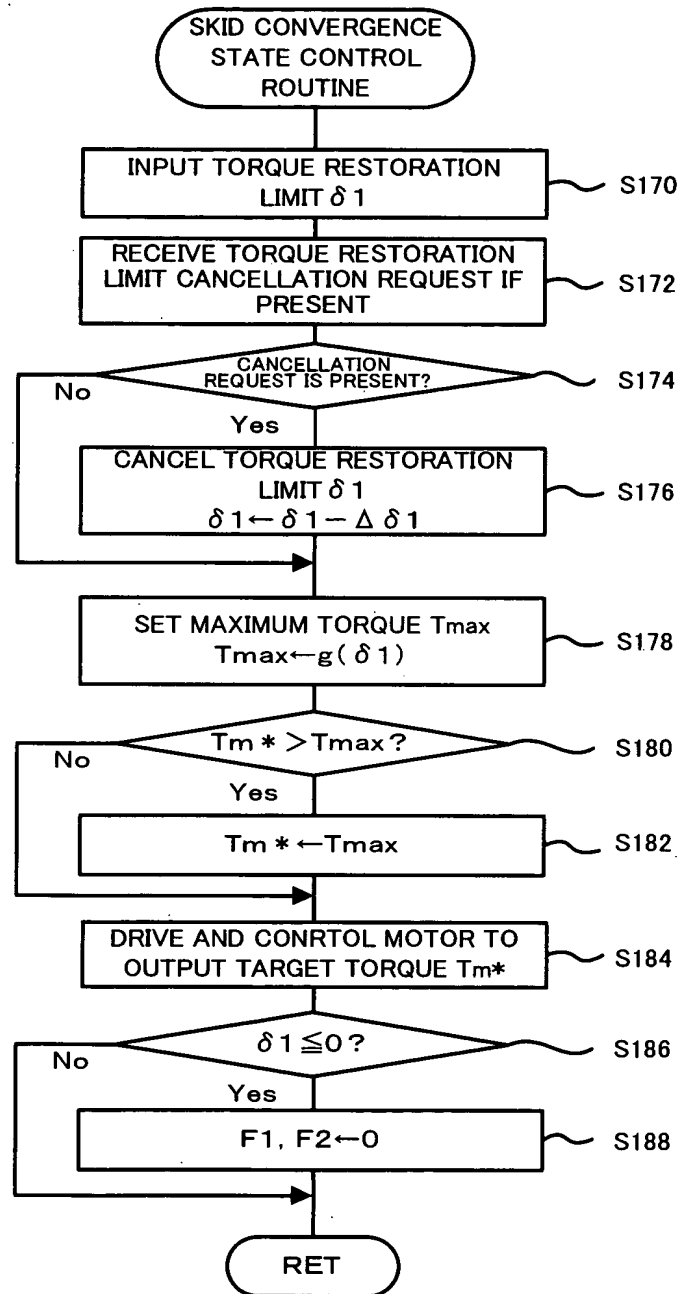 SKID CONVERGENCE
STATE CONTROL
ROUTINE
INPUT TORQUE RESTORATION
LIMIT δ1
S170
RECEIVE TORQUE RESTORATION
LIMIT CANCELLATION REQUEST IF
PRESENT
S172
CANCELLATION
REQUEST IS PRESENT?
S174
No
Yes
CANCEL TORQUE RESTORATION
LIMIT δ1
δ1←δ1−Δδ1
S176
SET MAXIMUM TORQUE Tmax
Tmax←g(δ1)
S178
Tm*>Tmax?
S180
No
Yes
Tm*←Tmax
S182
DRIVE AND CONRTOL MOTOR TO
OUTPUT TARGET TORQUE Tm*
S184
δ1≦0?
S186
No
Yes
F1, F2←0
S188
RET